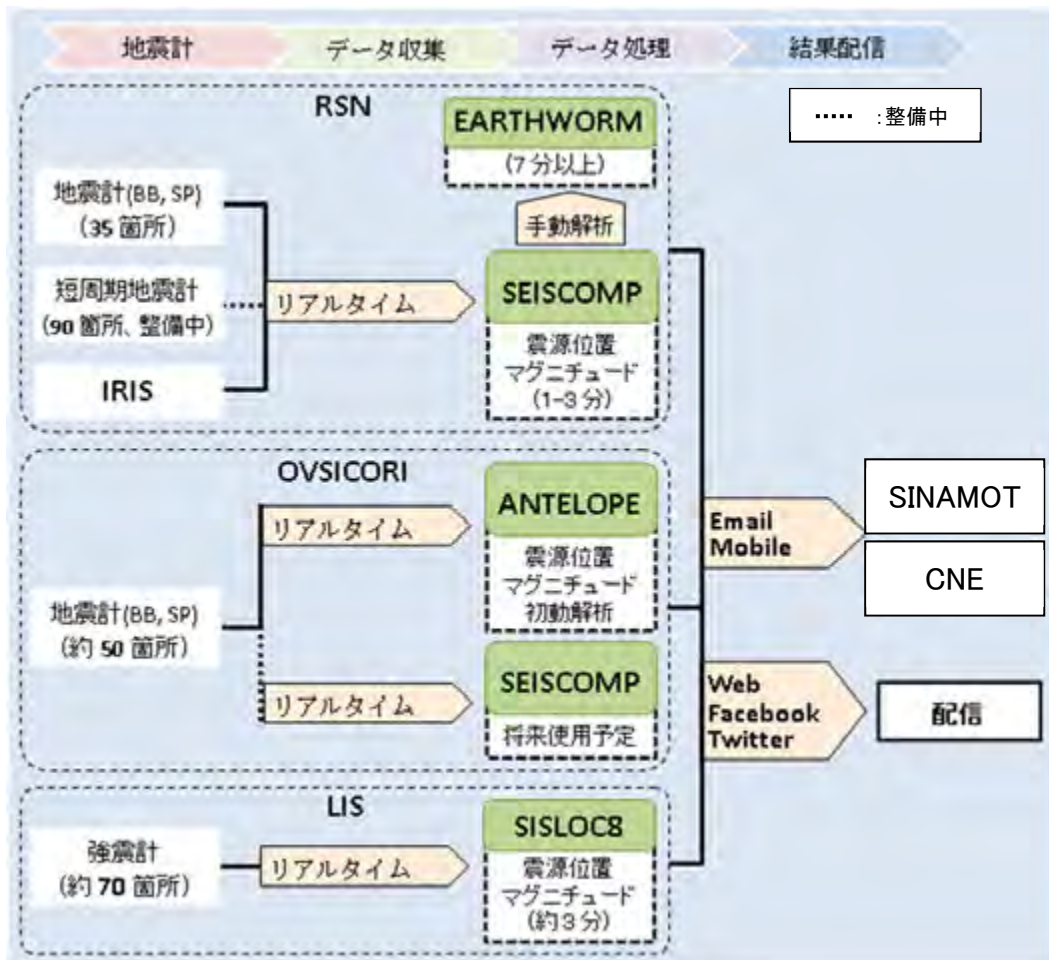 地震計
データ収集
データ処理
結果配信
····· :整備中
RSN
EARTHWORM
(7分以上)
手動解析
地震計(BB, SP)
(35 箇所)
短周期地震計
(90 箇所、整備中)
IRIS
リアルタイム
SEISCOMP
震源位置
マグニチュード
(1-3 分)
OVSICORI
地震計(BB, SP)
(約 50 箇所)
リアルタイム
ANTELOPE
震源位置
マグニチュード
初動解析
リアルタイム
SEISCOMP
将来使用予定
LIS
強震計
(約 70 箇所)
リアルタイム
SISLOC8
震源位置
マグニチュード
(約3分)
Email
Mobile
SINAMOT
CNE
Web
Facebook
Twitter
配信